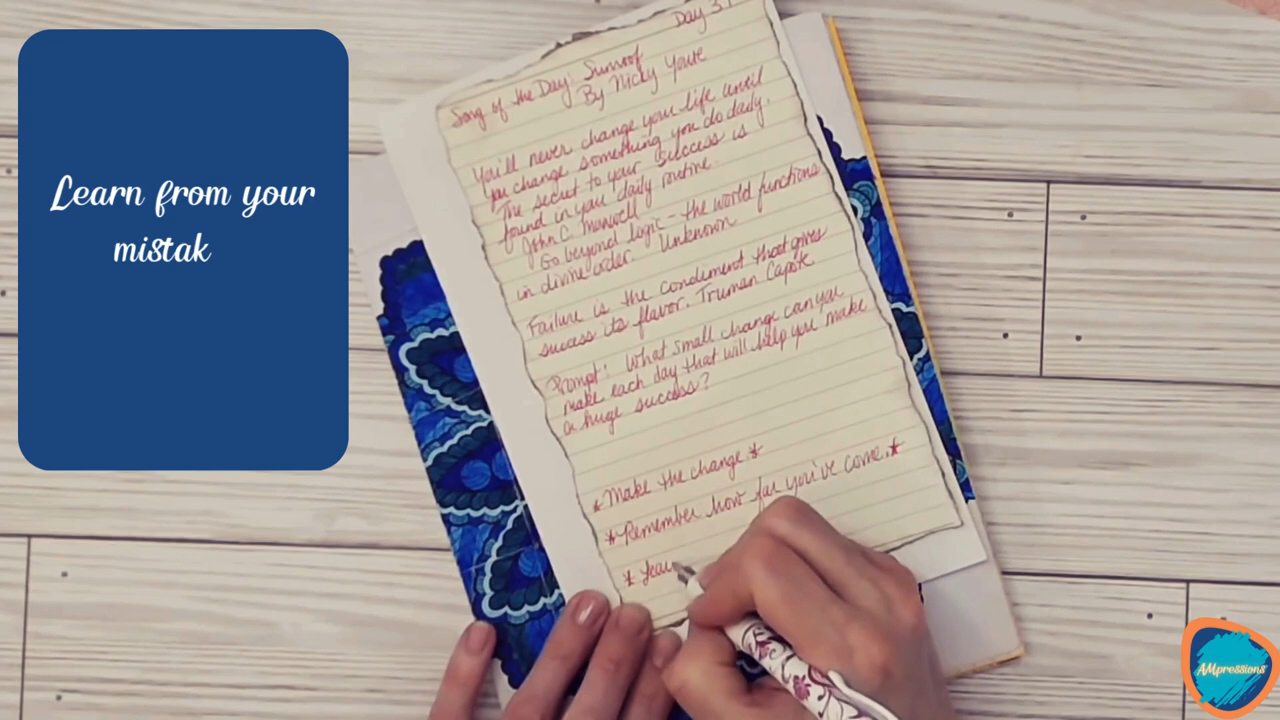 Learn from your
mistak
Day 31
Song of the Day: Sunroof
By Nicky Youre
You'll never change your life until
you change something you do daily.
The secret to your success is
found in your daily routine.
John C. Maxwell
Go beyond logic - the world functions
in divine order. Unknown
Failure is the condiment that gives
success its flavor. Truman Capote
Prompt: What small change can you
make each day that will help you make
a huge success?
*Make the change *
*Remember how far you've come.*
* Lear
AMpressions